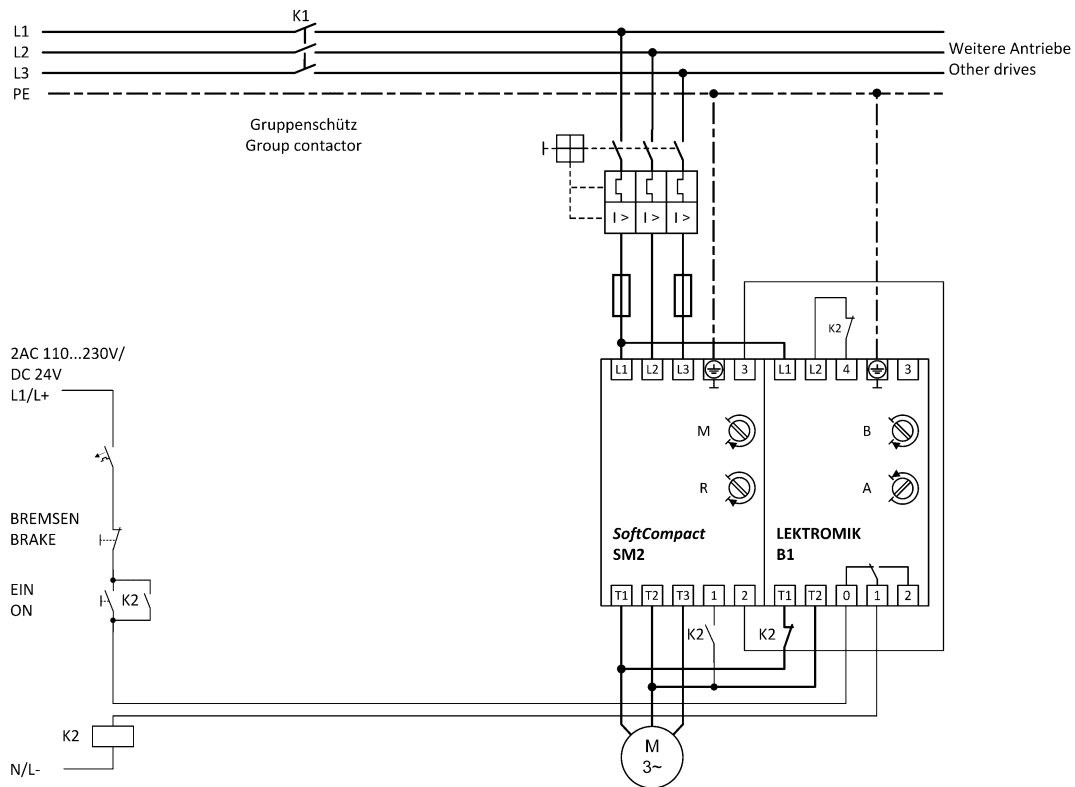 K1
L1
L2
L3
PE
Weitere Antriebe
Other drives
Gruppenschütz
Group contactor
I > I > I >
K2
2AC 110...230V/
DC 24V
L1/L+
L1 L2 L3 3 L1 L2 4 3
M B
R A
BREMSEN
BRAKE
SoftCompact
SM2
LEKTROMIK
B1
EIN
ON
K2
T1 T2 T3 1 2 T1 T2 0 1 2
K2 K2
K2
N/L-
M
3~